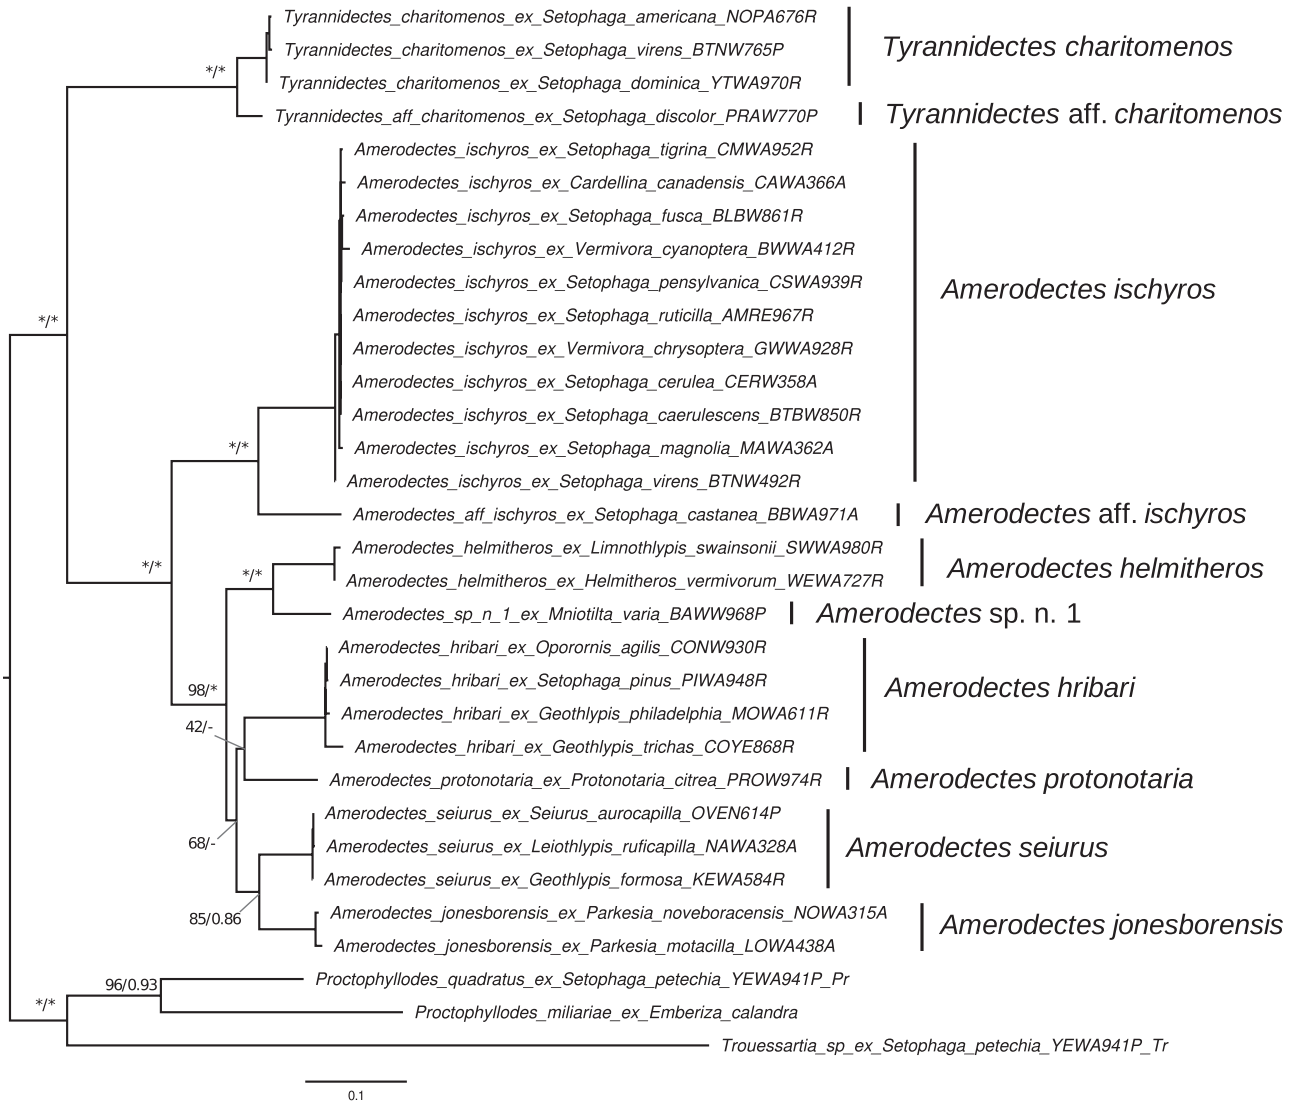 Tyrannidectes_charitomenos_ex_Setophaga_americana_NOPA676R
Tyrannidectes_charitomenos_ex_Setophaga_virens_BTNW765P
Tyrannidectes charitomenos
*/*
Tyrannidectes_charitomenos_ex_Setophaga_dominica_YTWA970R
Tyrannidectes_aff_charitomenos_ex_Setophaga_discolor_PRAW770P
Tyrannidectes aff. charitomenos
Amerodectes_ischyros_ex_Setophaga_tigrina_CMWA952R
Amerodectes_ischyros_ex_Cardellina_canadensis_CAWA366A
Amerodectes_ischyros_ex_Setophaga_fusca_BLBW861R
Amerodectes_ischyros_ex_Vermivora_cyanoptera_BWWA412R
Amerodectes_ischyros_ex_Setophaga_pensylvanica_CSWA939R
Amerodectes ischyros
*/*
Amerodectes_ischyros_ex_Setophaga_ruticilla_AMRE967R
Amerodectes_ischyros_ex_Vermivora_chrysoptera_GWWA928R
Amerodectes_ischyros_ex_Setophaga_cerulea_CERW358A
Amerodectes_ischyros_ex_Setophaga_caerulescens_BTBW850R
*/*
Amerodectes_ischyros_ex_Setophaga_magnolia_MAWA362A
Amerodectes_ischyros_ex_Setophaga_virens_BTNW492R
Amerodectes_aff_ischyros_ex_Setophaga_castanea_BBWA971A
Amerodectes aff. ischyros
Amerodectes_helmitheros_ex_Limnothlypis_swainsonii_SWWA980R
*/*
*/*
Amerodectes helmitheros
Amerodectes_helmitheros_ex_Helmitheros_vermivorum_WEWA727R
Amerodectes_sp_n_1_ex_Mniotilta_varia_BAWW968P
Amerodectes sp. n. 1
Amerodectes_hribari_ex_Oporornis_agilis_CONW930R
Amerodectes_hribari_ex_Setophaga_pinus_PIWA948R
Amerodectes hribari
98/*
Amerodectes_hribari_ex_Geothlypis_philadelphia_MOWA611R
42/-
Amerodectes_hribari_ex_Geothlypis_trichas_COYE868R
Amerodectes_protonotaria_ex_Protonotaria_citrea_PROW974R
Amerodectes protonotaria
Amerodectes_seiurus_ex_Seiurus_aurocapilla_OVEN614P
68/-
Amerodectes_seiurus_ex_Leiothlypis_ruficapilla_NAWA328A
Amerodectes seiurus
Amerodectes_seiurus_ex_Geothlypis_formosa_KEWA584R
85/0.86
Amerodectes_jonesborensis_ex_Parkesia_noveboracensis_NOWA315A
Amerodectes jonesborensis
Amerodectes_jonesborensis_ex_Parkesia_motacilla_LOWA438A
96/0.93
Proctophyllodes_quadratus_ex_Setophaga_petechia_YEWA941P_Pr
*/*
Proctophyllodes_miliariae_ex_Emberiza_calandra
Trouessartia_sp_ex_Setophaga_petechia_YEWA941P_Tr
0.1